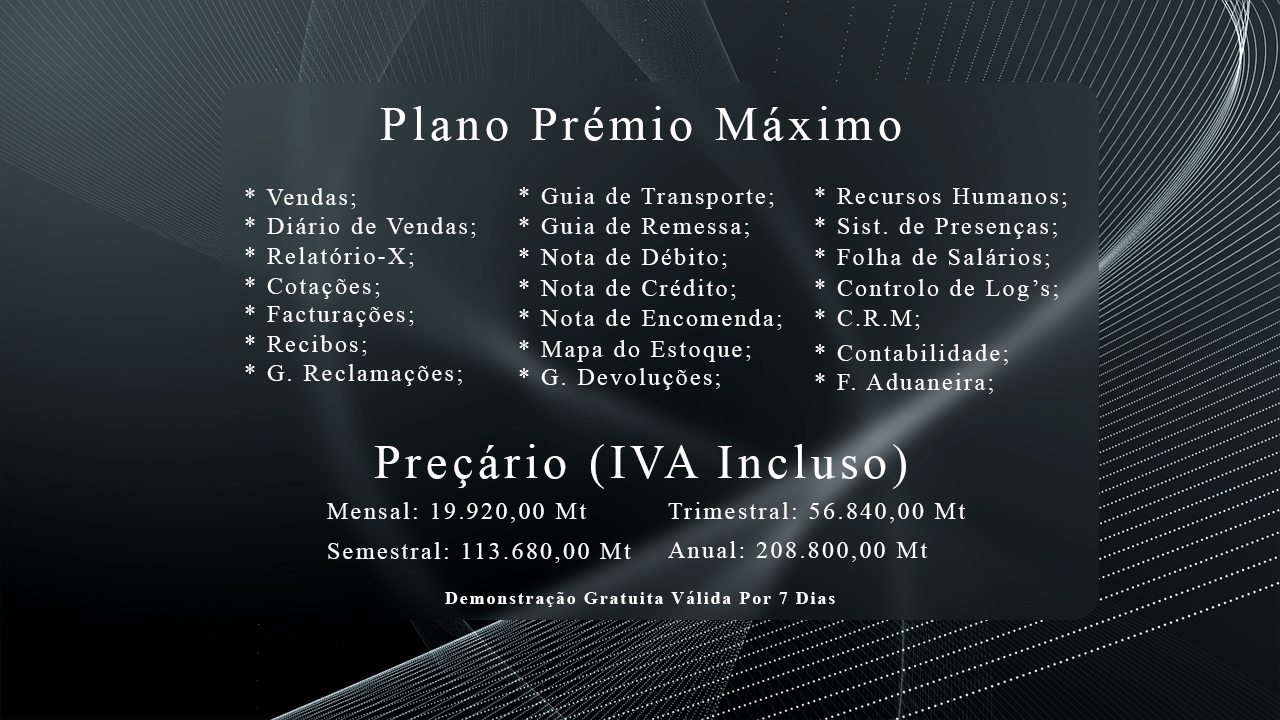 Plano Prémio Máximo
* Vendas;
* Diário de Vendas;
* Relatório-X;
* Cotações;
* Facturações;
* Recibos;
* G. Reclamações;
* Guia de Transporte;
* Guia de Remessa;
* Nota de Débito;
* Nota de Crédito;
* Nota de Encomenda;
* Mapa do Estoque;
* G. Devoluções;
* Recursos Humanos;
* Sist. de Presenças;
* Folha de Salários;
* Controlo de Log’s;
* C.R.M;
* Contabilidade;
* F. Aduaneira;
Preçário (IVA Incluso)
Mensal: 19.920,00 Mt
Trimestral: 56.840,00 Mt
Semestral: 113.680,00 Mt
Anual: 208.800,00 Mt
Demonstração Gratuita Válida Por 7 Dias